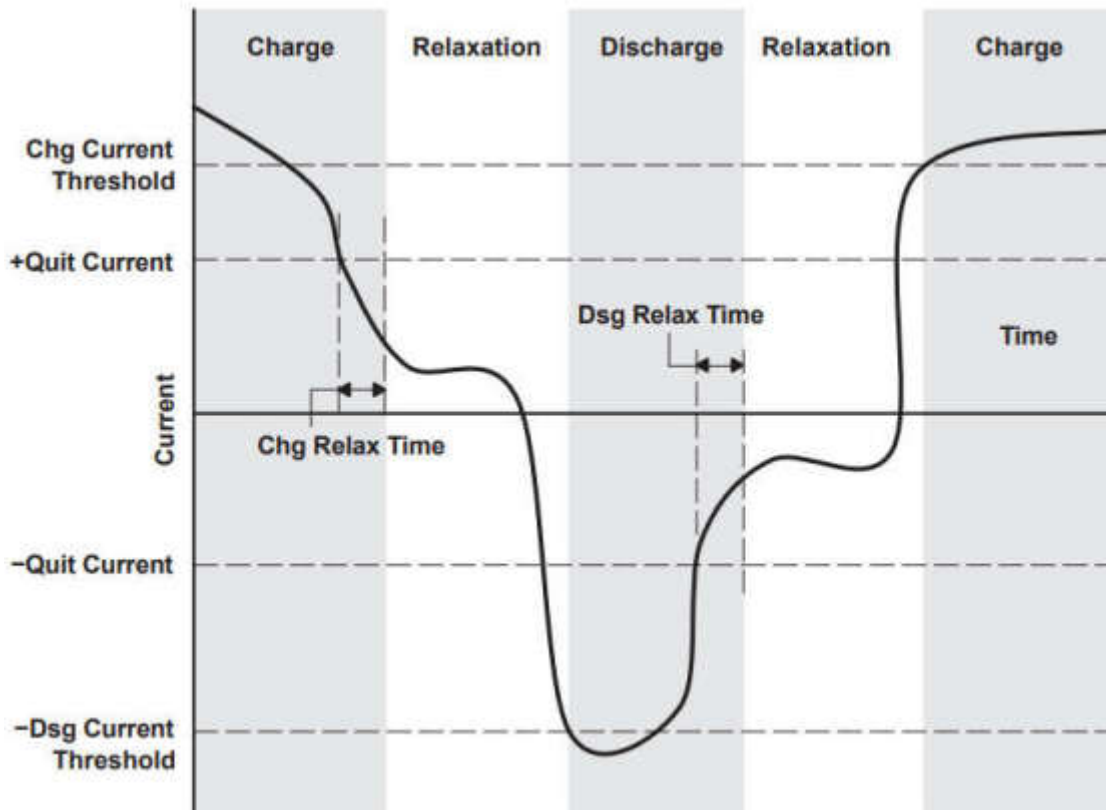 Charge
Relaxation
Discharge
Relaxation
Charge
Chg Current
Threshold
+Quit Current
Dsg Relax Time
Time
Current
Chg Relax Time
−Quit Current
−Dsg Current
Threshold